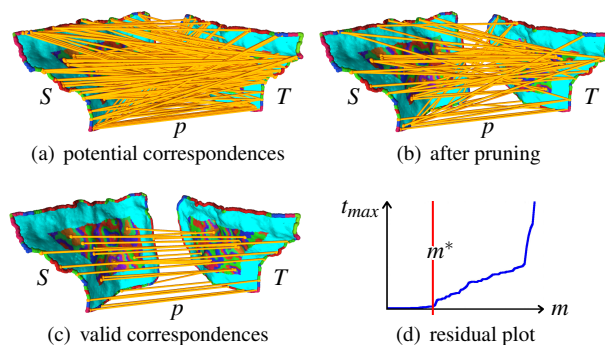 S
T
p
(a) potential correspondences
S
T
p
(b) after pruning
S
T
p
(c) valid correspondences
t_max
m*
m
(d) residual plot